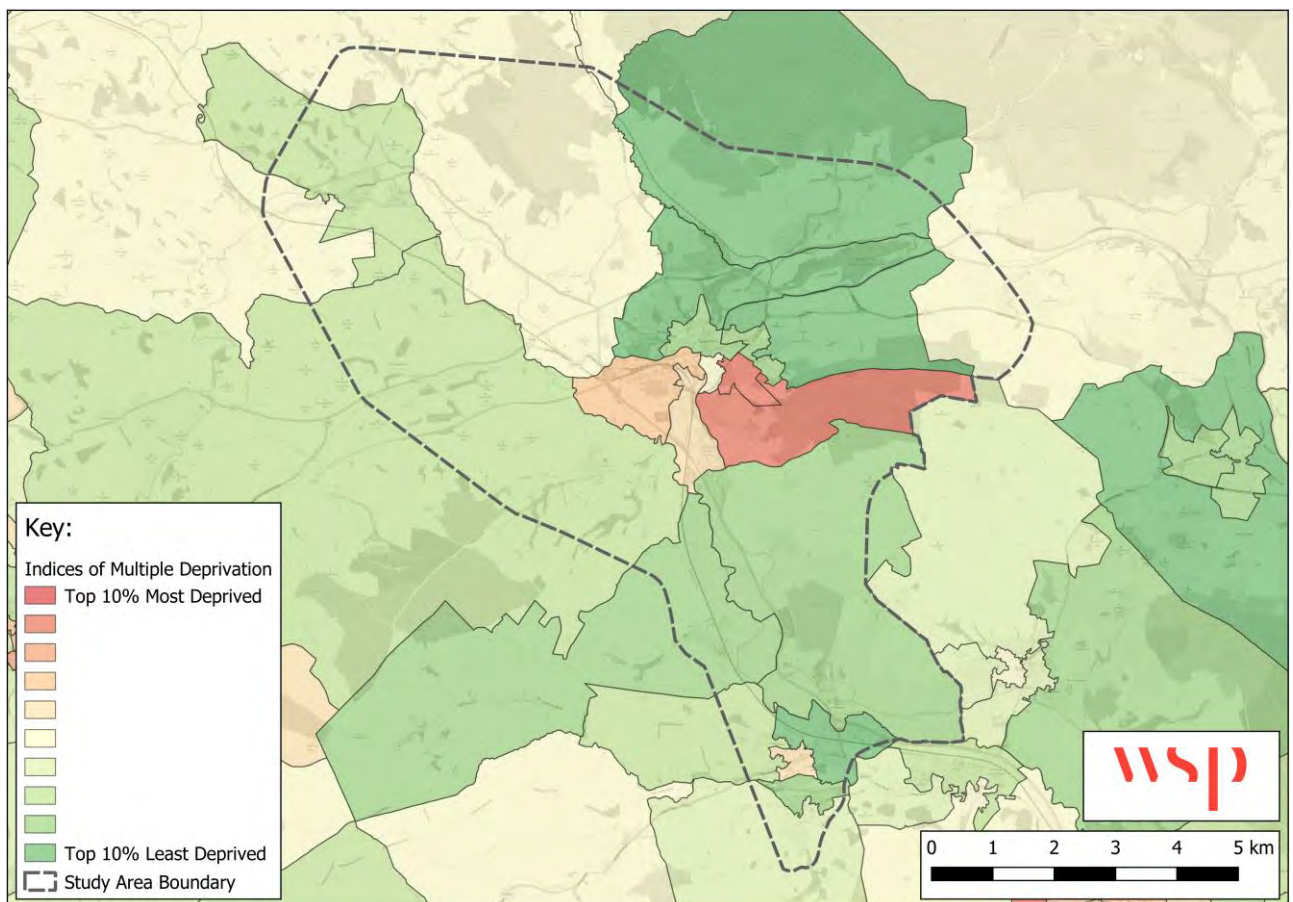 Key:
Indices of Multiple Deprivation
Top 10% Most Deprived
Top 10% Least Deprived
Study Area Boundary
wsp
0 1 2 3 4 5 km